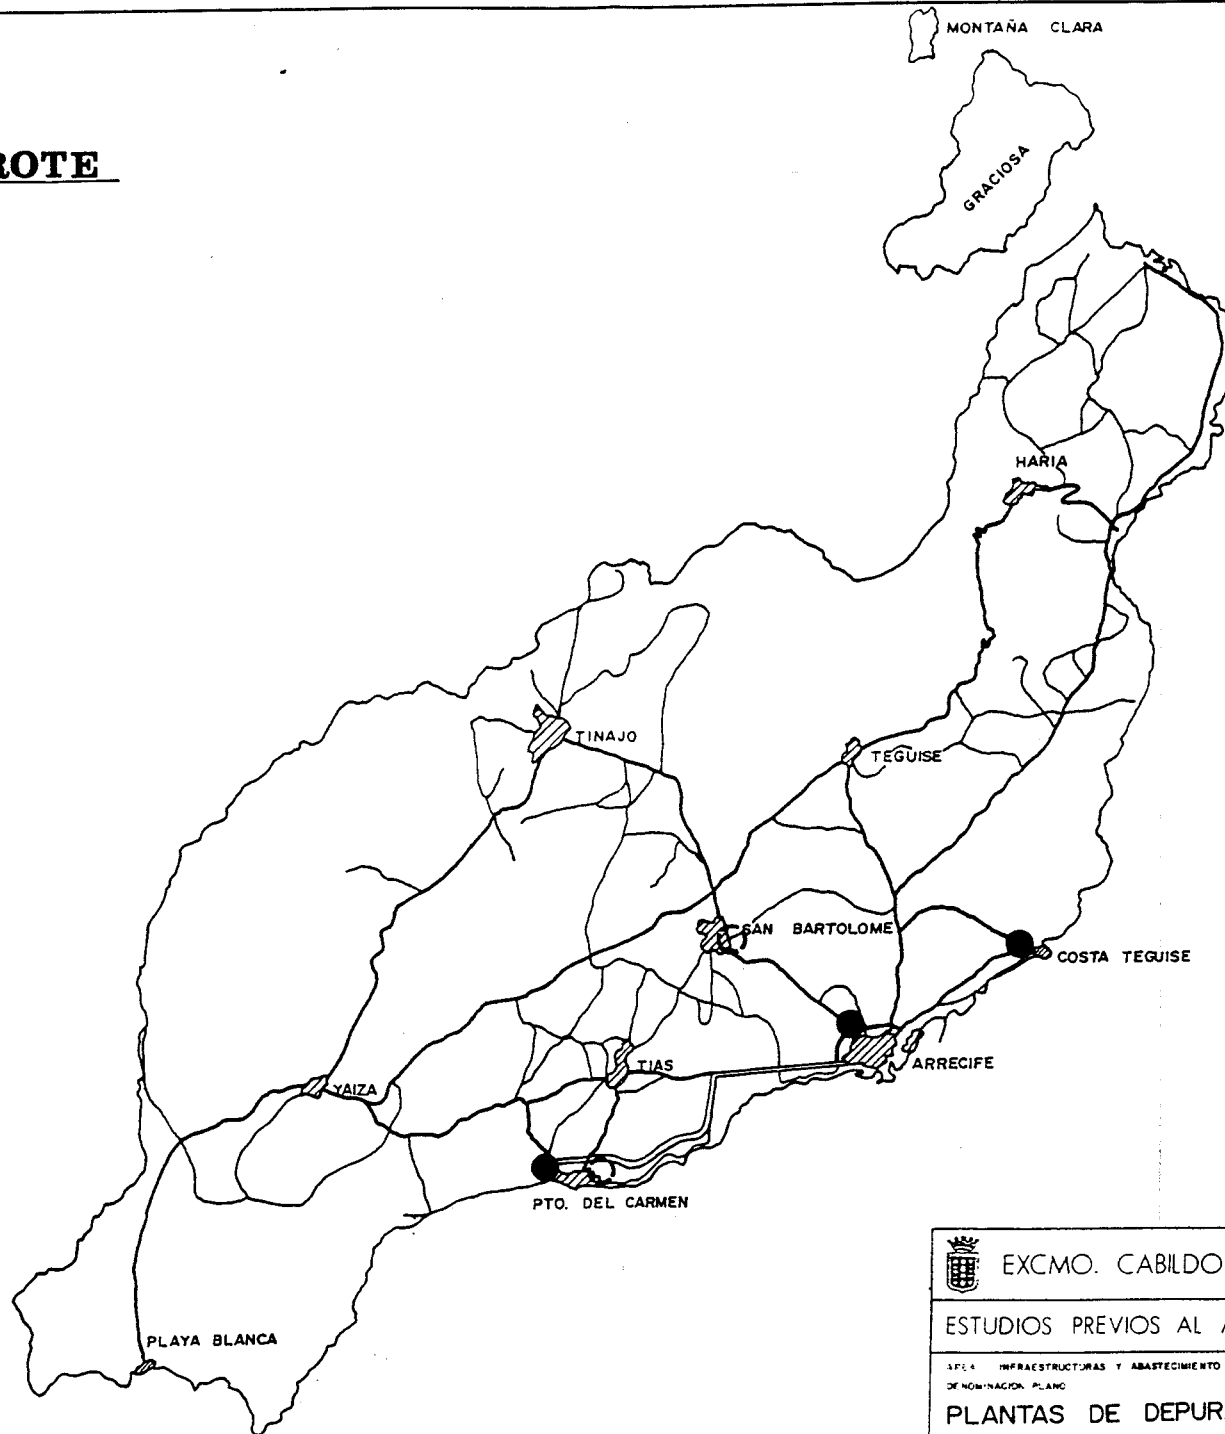 MONTAÑA CLARA
ROTE
GRACIOSA
HARIA
TINAJO
TEGUISE
SAN BARTOLOME
COSTA TEGUISE
ARRECIFE
TIAS
YAIZA
PTO. DEL CARMEN
PLAYA BLANCA
EXCMO. CABILDO
ESTUDIOS PREVIOS AL A
AREA INFRAESTRUCTURAS Y ABASTECIMIENTO
DENOMINACION PLANO
PLANTAS DE DEPUR